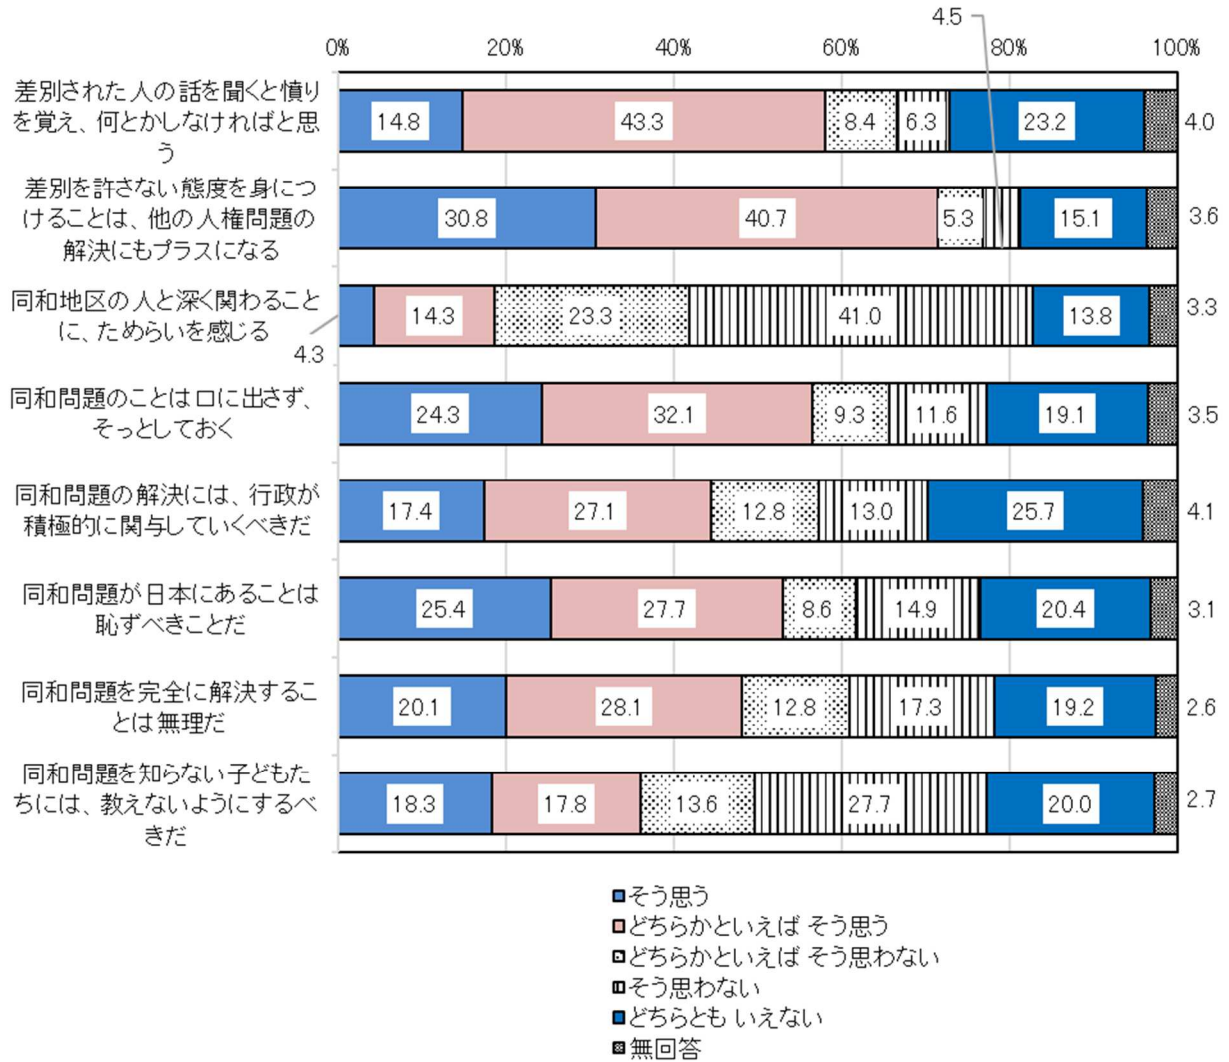 4.5
0% 20% 40% 60% 80% 100%
差別された人の話を聞くと憤り
を覚え、何とかしなければと思
う
14.8 43.3 8.4 6.3 23.2 4.0
差別を許さない態度を身につ
けることは、他の人権問題の
解決にもプラスになる
30.8 40.7 5.3 15.1 3.6
同和地区の人と深く関わること
に、ためらいを感じる
4.3
14.3 23.3 41.0 13.8 3.3
同和問題のことは口に出さず、
そっとしておく
24.3 32.1 9.3 11.6 19.1 3.5
同和問題の解決には、行政が
積極的に関与していくべきだ
17.4 27.1 12.8 13.0 25.7 4.1
同和問題が日本にあることは
恥ずべきことだ
25.4 27.7 8.6 14.9 20.4 3.1
同和問題を完全に解決するこ
とは無理だ
20.1 28.1 12.8 17.3 19.2 2.6
同和問題を知らない子どもた
ちには、教えないようにするべ
きだ
18.3 17.8 13.6 27.7 20.0 2.7
そう思う
どちらかといえば そう思う
どちらかといえば そう思わない
そう思わない
どちらとも いえない
無回答